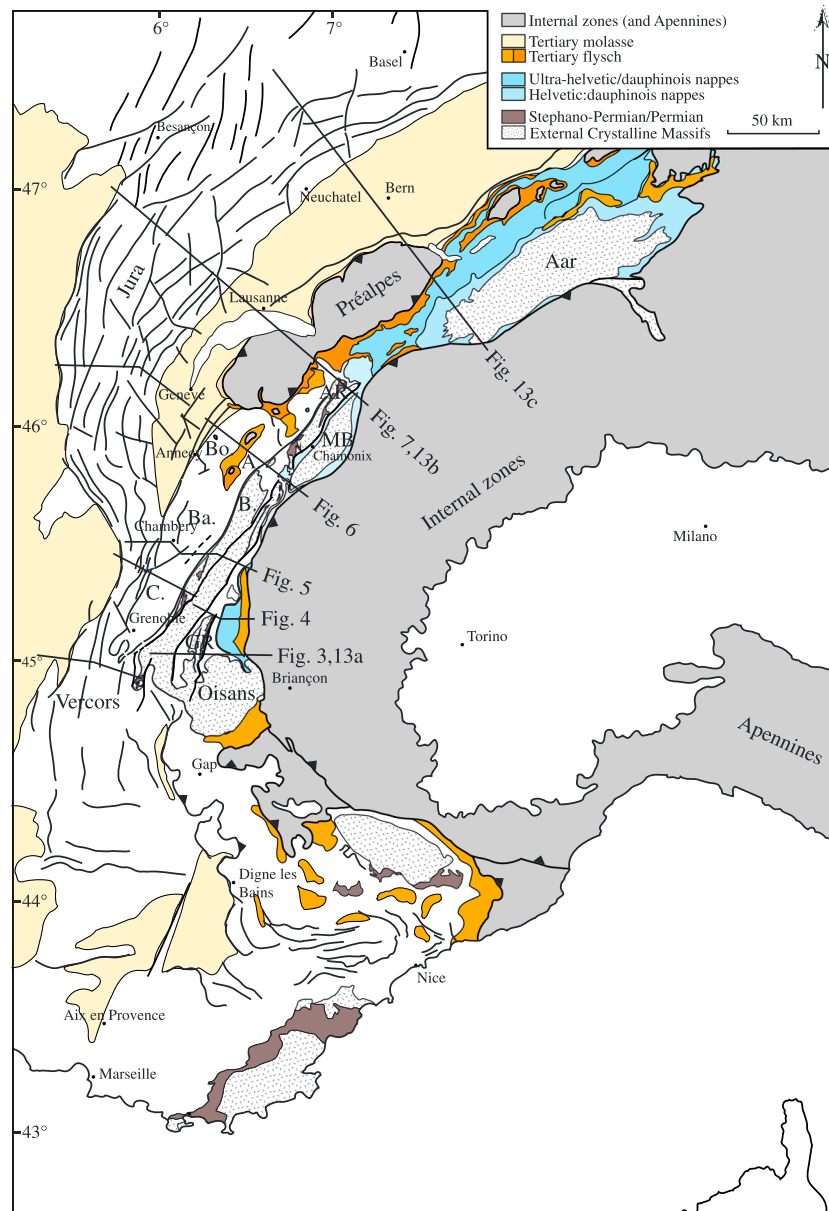 6°
7°
Internal zones (and Apennines)
Tertiary molasse
Tertiary flysch
Ultra-helvetic/dauphinois nappes
Helvetic:dauphinois nappes
Stephano-Permian/Permian
External Crystalline Massifs
50 km
N
Basel
Besançon
47°
Neuchatel
Bern
Aar
Jura
Préalpes
Lausanne
Fig. 13c
Genève
AR
46°
Fig. 7,13b
Annecy
Bo.
A.
MB
Chamonix
Internal zones
B.
Fig. 6
Ba.
Chambery
Milano
Fig. 5
C.
Grenoble
Fig. 4
GR
Torino
45°
Fig. 3,13a
Briançon
Vercors
Oisans
Apennines
Gap
Digne les
Bains
44°
Nice
Aix en Provence
Marseille
43°